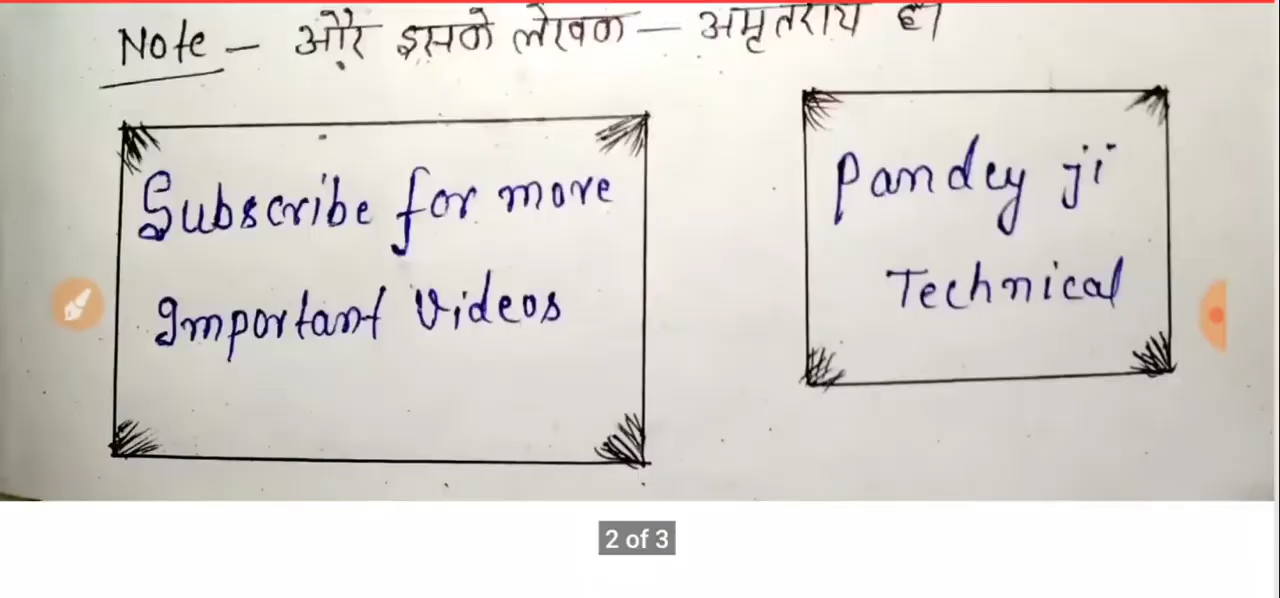 Note - और इसके लेखक - अमृतराय है।
Subscribe for more
Important Videos
Pandey ji
Technical
2 of 3